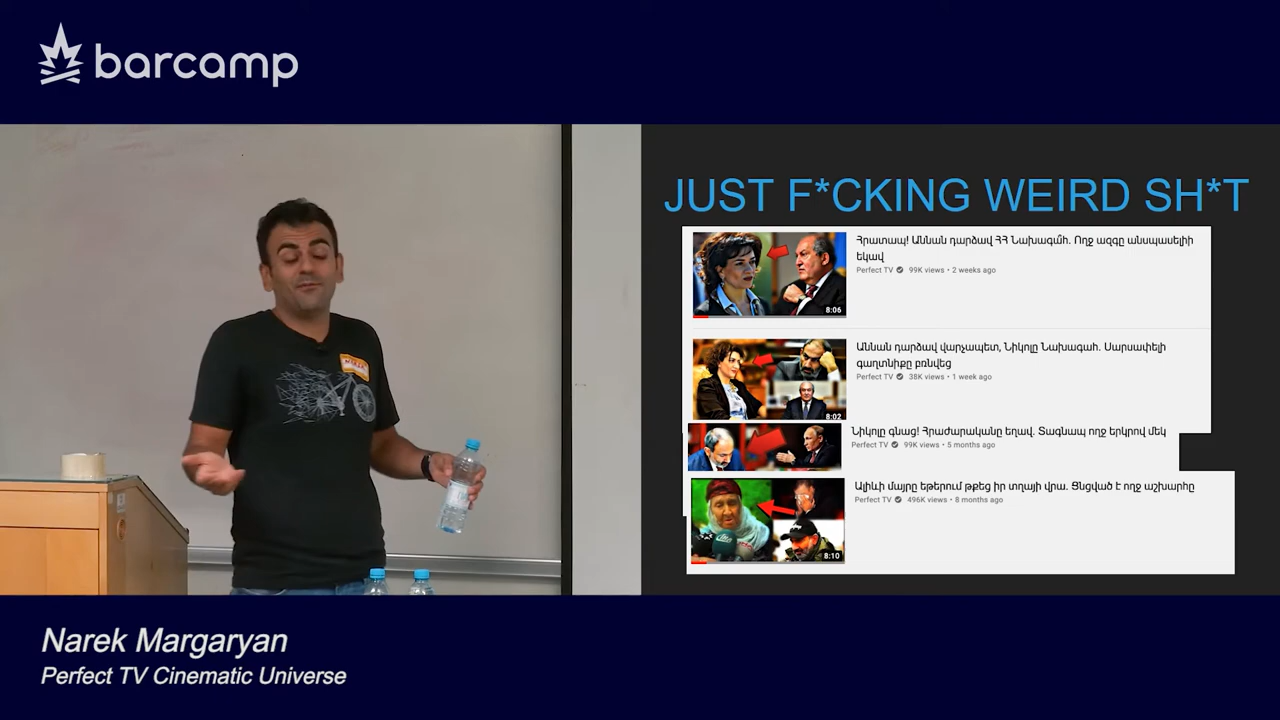 barcamp
JUST F*CKING WEIRD SH*T
Հրատապ! Աննան դարձավ ՀՀ Նախագահ. Ողջ ազգը անսպասելիի
եկավ
Perfect TV 99K views • 2 weeks ago
8:06
Աննան դարձավ վարչապետ, Նիկոլը Նախագահ. Սարսափելի
գաղտնիքը բռնվեց
Perfect TV 38K views • 1 week ago
8:02
Նիկոլը գնաց! Հրաժարականը եղավ. Տագնապ ողջ երկրով մեկ
Perfect TV 99K views • 5 months ago
Ալիևի մայրը եթերում թքեց իր տղայի վրա. Ցնցված է ողջ աշխարհը
Perfect TV 496K views • 8 months ago
8:10
Narek Margaryan
Perfect TV Cinematic Universe